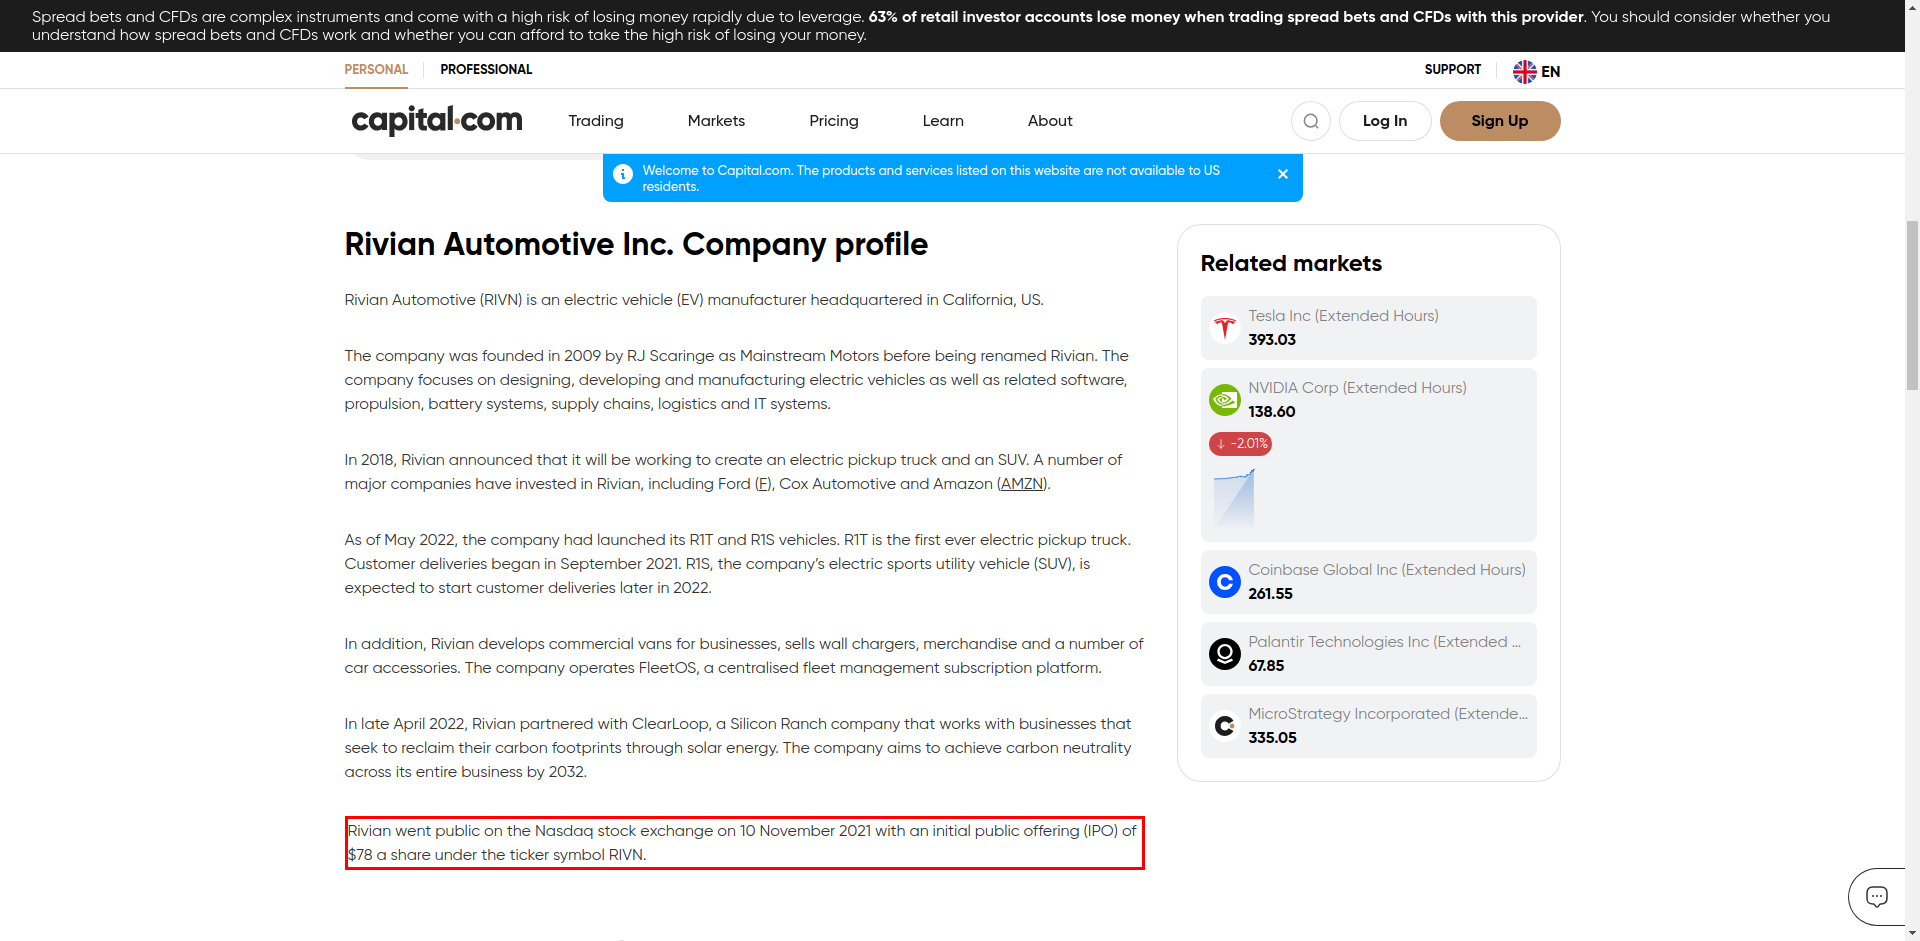 Spread bets and CFDs are complex instruments and come with a high risk of losing money rapidly due to leverage. 63% of retail investor accounts lose money when trading spread bets and CFDs with this provider. You should consider whether you
understand how spread bets and CFDs work and whether you can afford to take the high risk of losing your money.
PERSONAL
PROFESSIONAL
SUPPORT
EN
capital.com
Trading
Markets
Pricing
Learn
About
Log In
Sign Up
Welcome to Capital.com. The products and services listed on this website are not available to US
residents.
Rivian Automotive Inc. Company profile
Rivian Automotive (RIVN) is an electric vehicle (EV) manufacturer headquartered in California, US.
The company was founded in 2009 by RJ Scaringe as Mainstream Motors before being renamed Rivian. The
company focuses on designing, developing and manufacturing electric vehicles as well as related software,
propulsion, battery systems, supply chains, logistics and IT systems.
In 2018, Rivian announced that it will be working to create an electric pickup truck and an SUV. A number of
major companies have invested in Rivian, including Ford (F), Cox Automotive and Amazon (AMZN).
As of May 2022, the company had launched its R1T and R1S vehicles. R1T is the first ever electric pickup truck.
Customer deliveries began in September 2021. R1S, the company's electric sports utility vehicle (SUV), is
expected to start customer deliveries later in 2022.
In addition, Rivian develops commercial vans for businesses, sells wall chargers, merchandise and a number of
car accessories. The company operates FleetOS, a centralised fleet management subscription platform.
In late April 2022, Rivian partnered with ClearLoop, a Silicon Ranch company that works with businesses that
seek to reclaim their carbon footprints through solar energy. The company aims to achieve carbon neutrality
across its entire business by 2032.
Rivian went public on the Nasdaq stock exchange on 10 November 2021 with an initial public offering (IPO) of
$78 a share under the ticker symbol RIVN.
Related markets
Tesla Inc (Extended Hours)
393.03
NVIDIA Corp (Extended Hours)
138.60
↓ -2.01%
Coinbase Global Inc (Extended Hours)
261.55
Palantir Technologies Inc (Extended ...
67.85
MicroStrategy Incorporated (Extende...
335.05